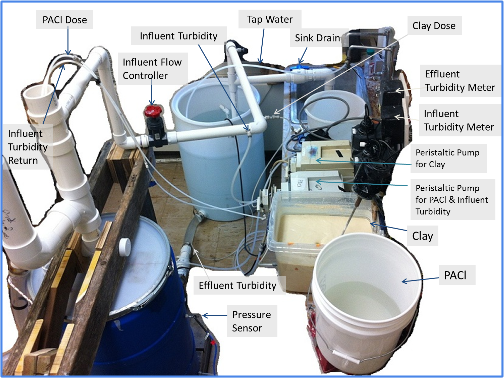 PACl Dose
Influent Turbidity
Tap Water
Sink Drain
Clay Dose
Influent Flow
Controller
Effluent
Turbidity Meter
Influent
Turbidity Meter
Influent
Turbidity
Return
Peristaltic Pump
for Clay
Peristaltic Pump
for PACl & Influent
Turbidity
Clay
PACl
Effluent Turbidity
Pressure
Sensor